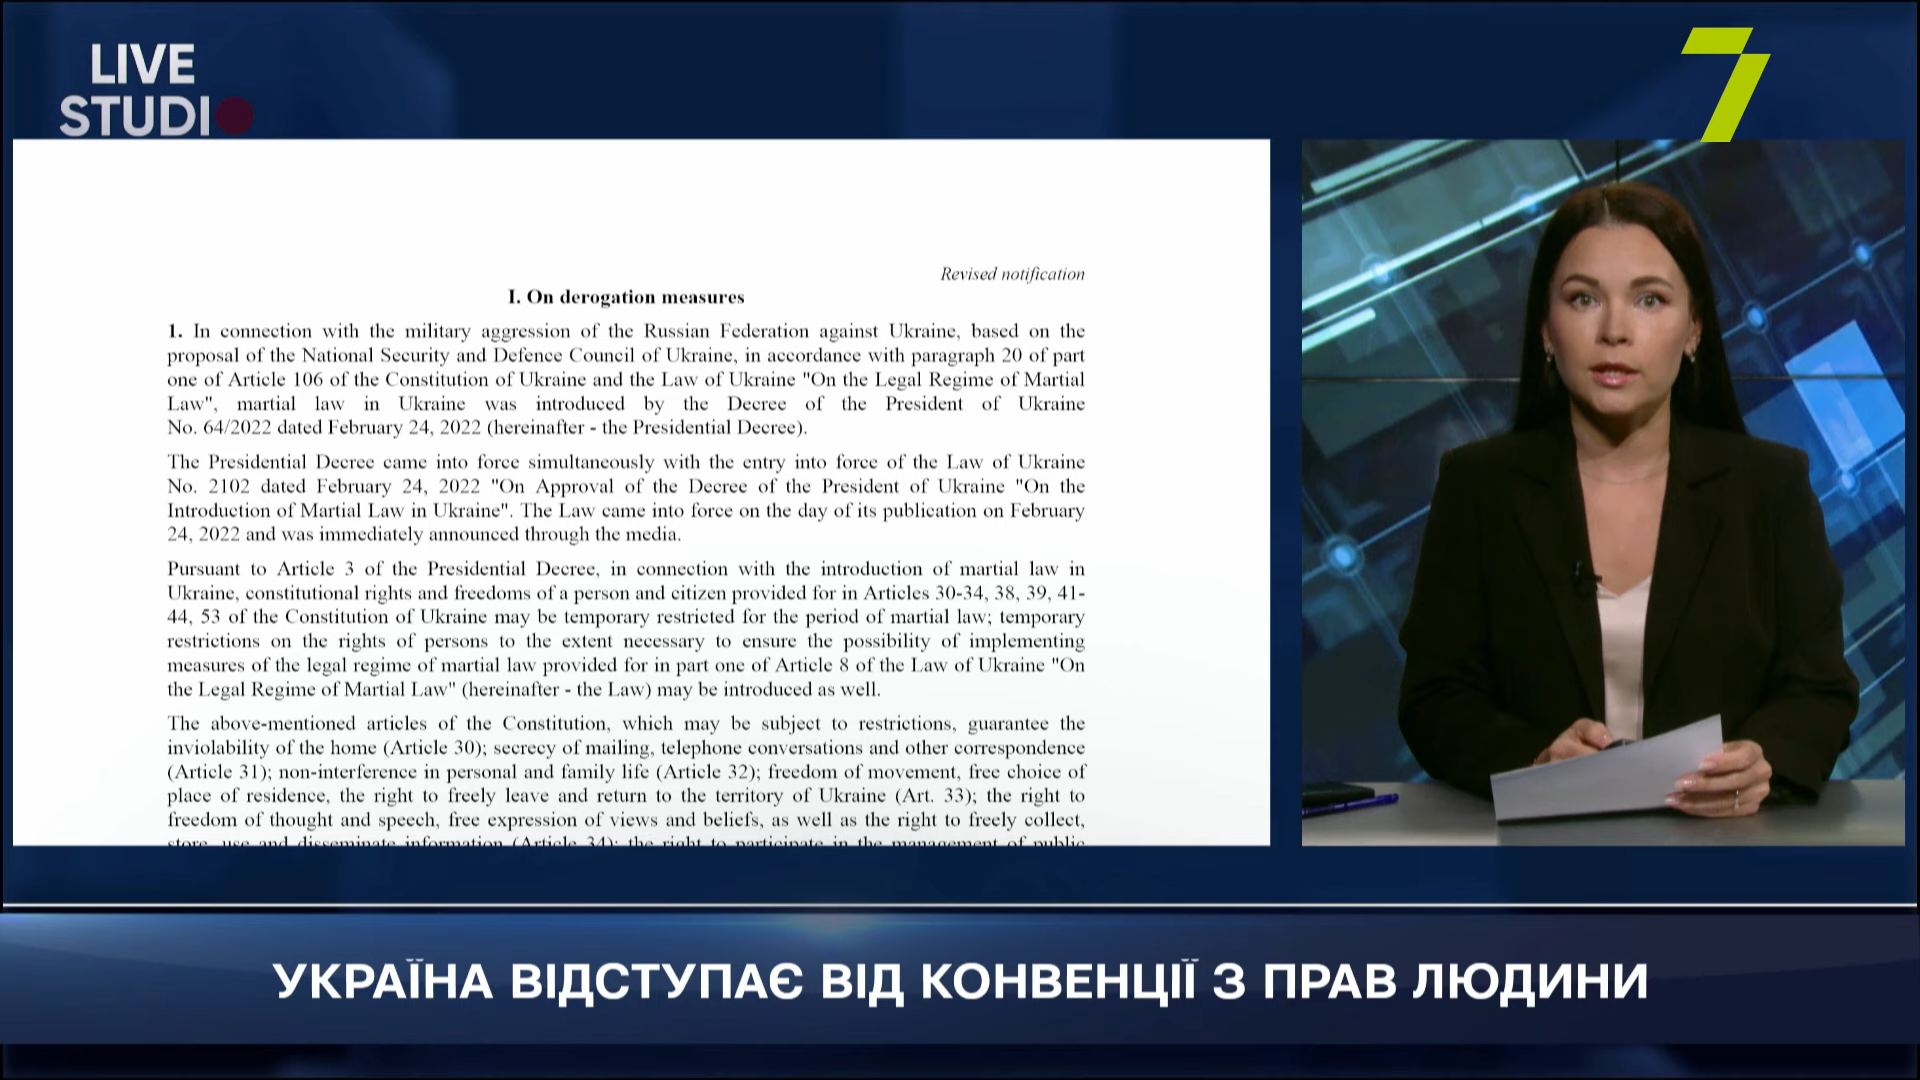 LIVE
STUDIO
7
Revised notification
I. On derogation measures
1. In connection with the military aggression of the Russian Federation against Ukraine, based on the
proposal of the National Security and Defence Council of Ukraine, in accordance with paragraph 20 of part
one of Article 106 of the Constitution of Ukraine and the Law of Ukraine "On the Legal Regime of Martial
Law", martial law in Ukraine was introduced by the Decree of the President of Ukraine
No. 64/2022 dated February 24, 2022 (hereinafter - the Presidential Decree).
The Presidential Decree came into force simultaneously with the entry into force of the Law of Ukraine
No. 2102 dated February 24, 2022 "On Approval of the Decree of the President of Ukraine "On the
Introduction of Martial Law in Ukraine". The Law came into force on the day of its publication on February
24, 2022 and was immediately announced through the media.
Pursuant to Article 3 of the Presidential Decree, in connection with the introduction of martial law in
Ukraine, constitutional rights and freedoms of a person and citizen provided for in Articles 30-34, 38, 39, 41-
44, 53 of the Constitution of Ukraine may be temporary restricted for the period of martial law; temporary
restrictions on the rights of persons to the extent necessary to ensure the possibility of implementing
measures of the legal regime of martial law provided for in part one of Article 8 of the Law of Ukraine "On
the Legal Regime of Martial Law" (hereinafter - the Law) may be introduced as well.
The above-mentioned articles of the Constitution, which may be subject to restrictions, guarantee the
inviolability of the home (Article 30); secrecy of mailing, telephone conversations and other correspondence
(Article 31); non-interference in personal and family life (Article 32); freedom of movement, free choice of
place of residence, the right to freely leave and return to the territory of Ukraine (Art. 33); the right to
freedom of thought and speech, free expression of views and beliefs, as well as the right to freely collect,
store, use and disseminate information (Article 34); the right to participate in the management of public
УКРАЇНА ВІДСТУПАЄ ВІД КОНВЕНЦІЇ З ПРАВ ЛЮДИНИ